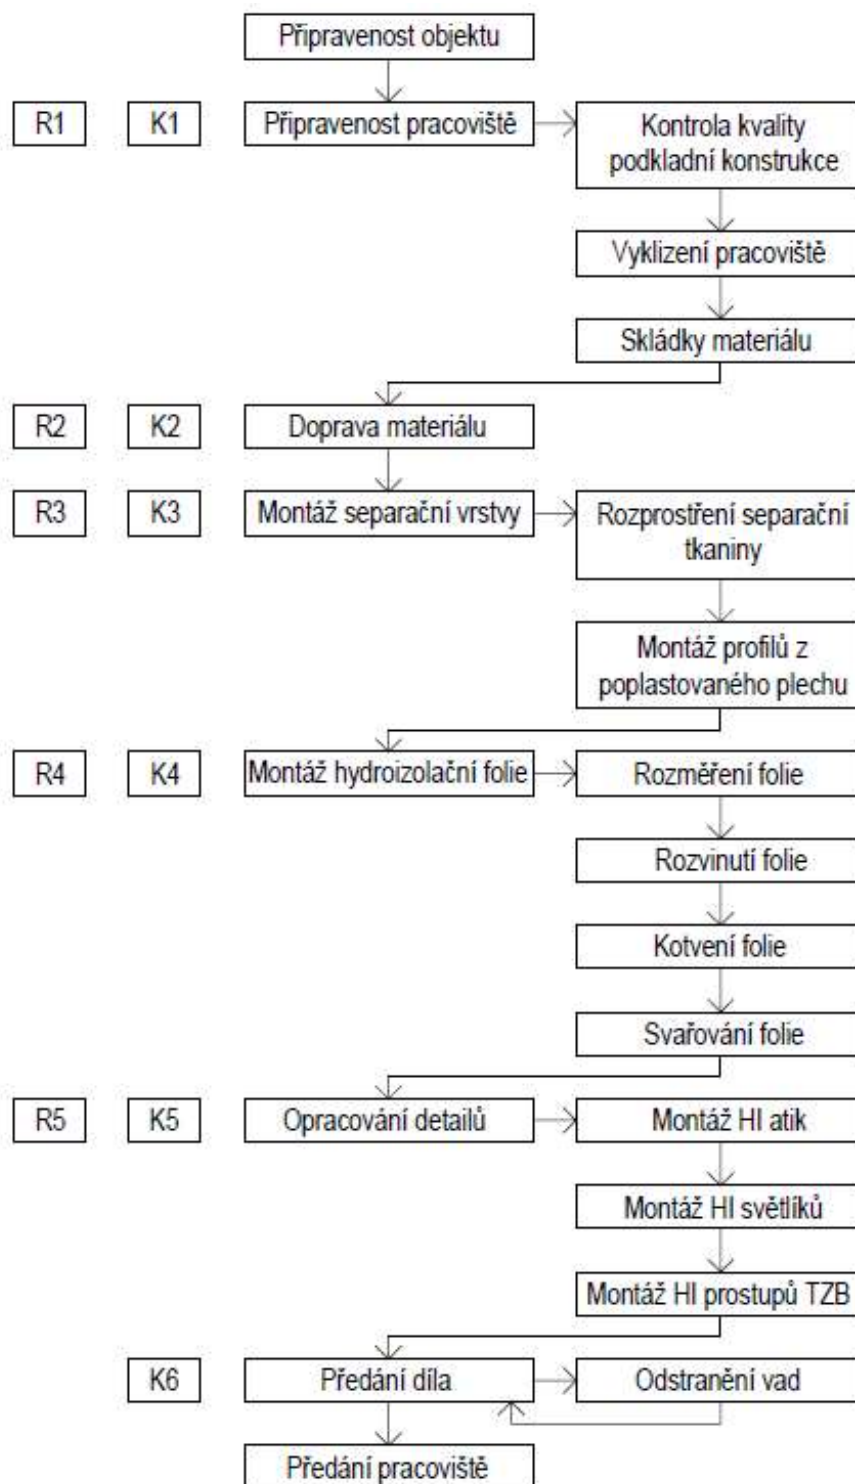 Připravenost objektu
R1 K1 Připravenost pracoviště Kontrola kvality
podkladní konstrukce
Vyklizení pracoviště
Skládky materiálu
R2 K2 Doprava materiálu
R3 K3 Montáž separační vrstvy Rozprostření separační
tkaniny
Montáž profilů z
poplastovaného plechu
R4 K4 Montáž hydroizolační folie Rozměření folie
Rozvinutí folie
Kotvení folie
Svařování folie
R5 K5 Opracování detailů Montáž HI atik
Montáž HI světlíků
Montáž HI prostupů TZB
K6 Předání díla Odstranění vad
Předání pracoviště